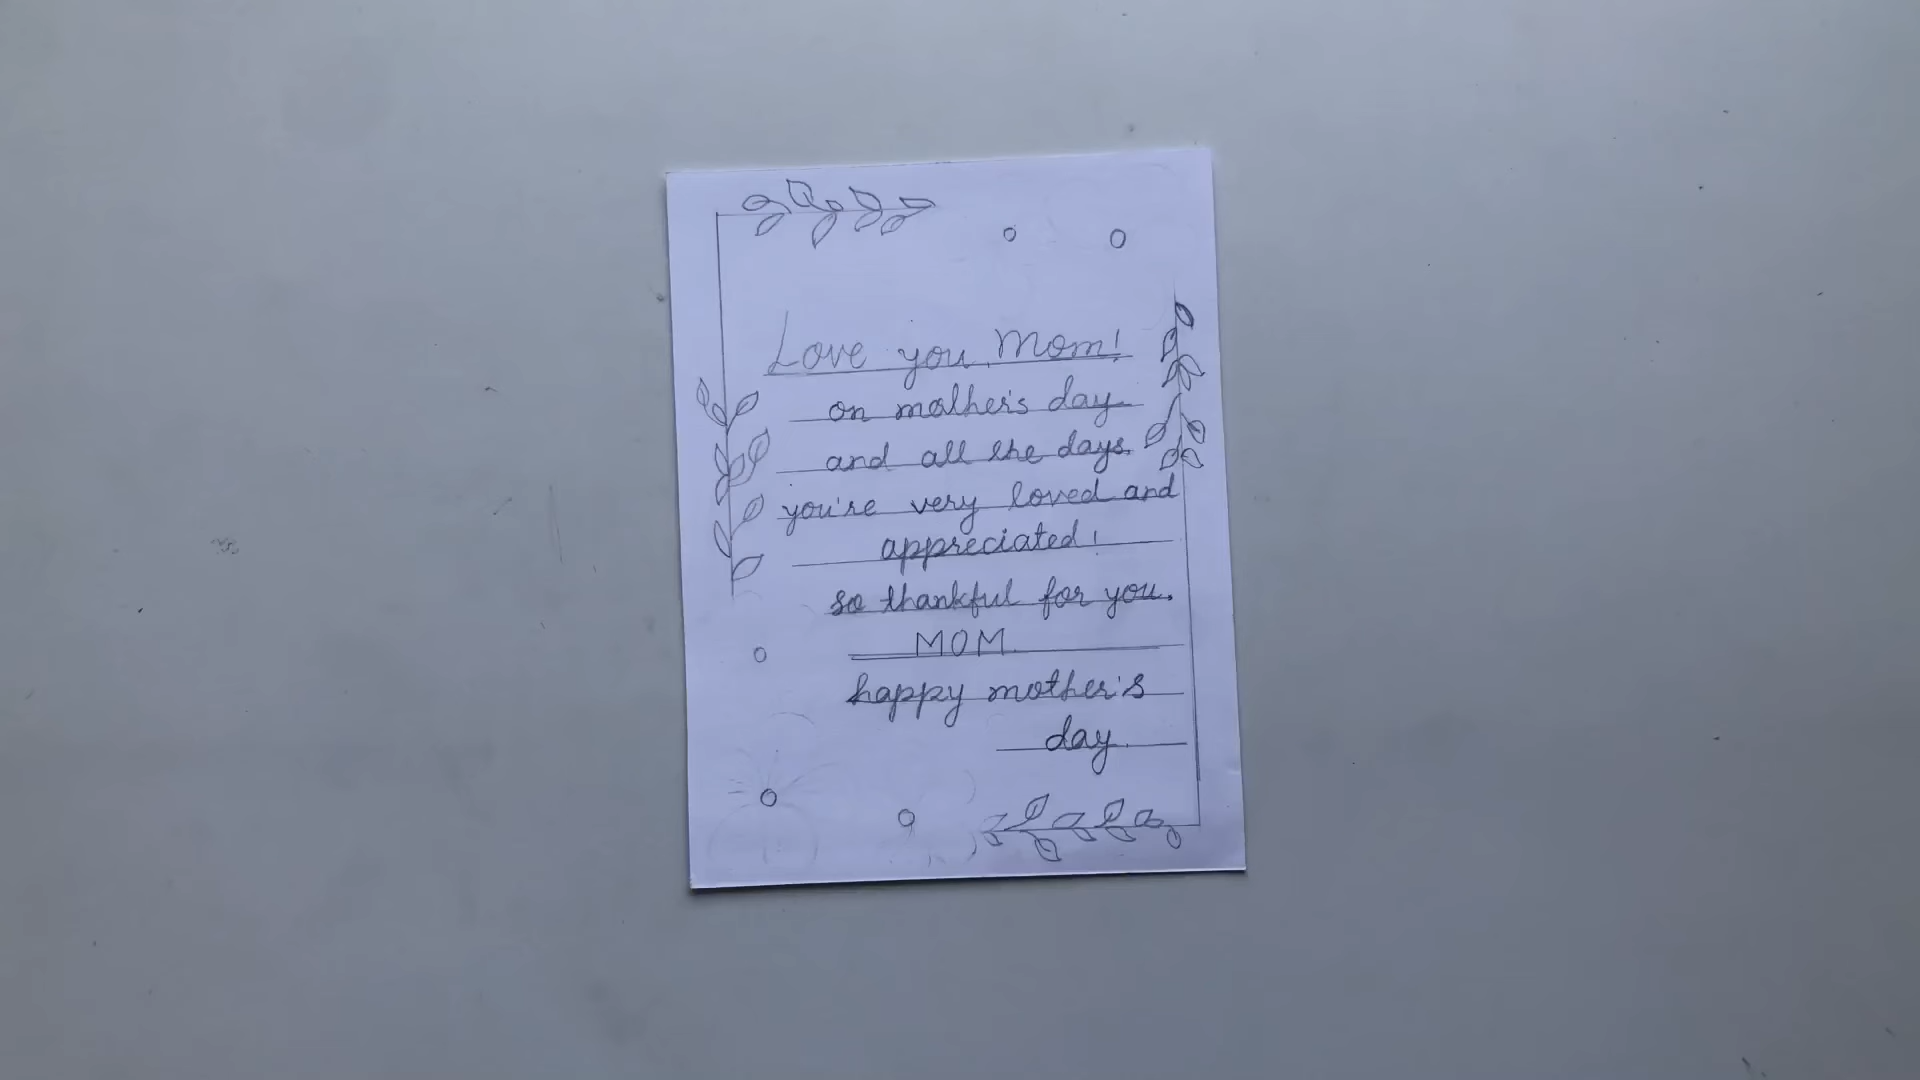 Love you Mom!
on mother's day
and all the days.
you're very loved and
appreciated!
so thankful for you.
MOM.
happy mother's
day.